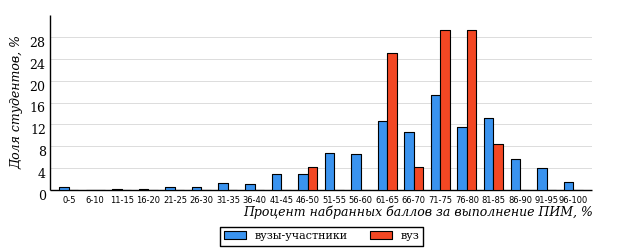 Доля студентов, %
28
24
20
16
12
8
4
0
0-5 6-10 11-15 16-20 21-25 26-30 31-35 36-40 41-45 46-50 51-55 56-60 61-65 66-70 71-75 76-80 81-85 86-90 91-95 96-100
Процент набранных баллов за выполнение ПИМ, %
вузы-участники вуз